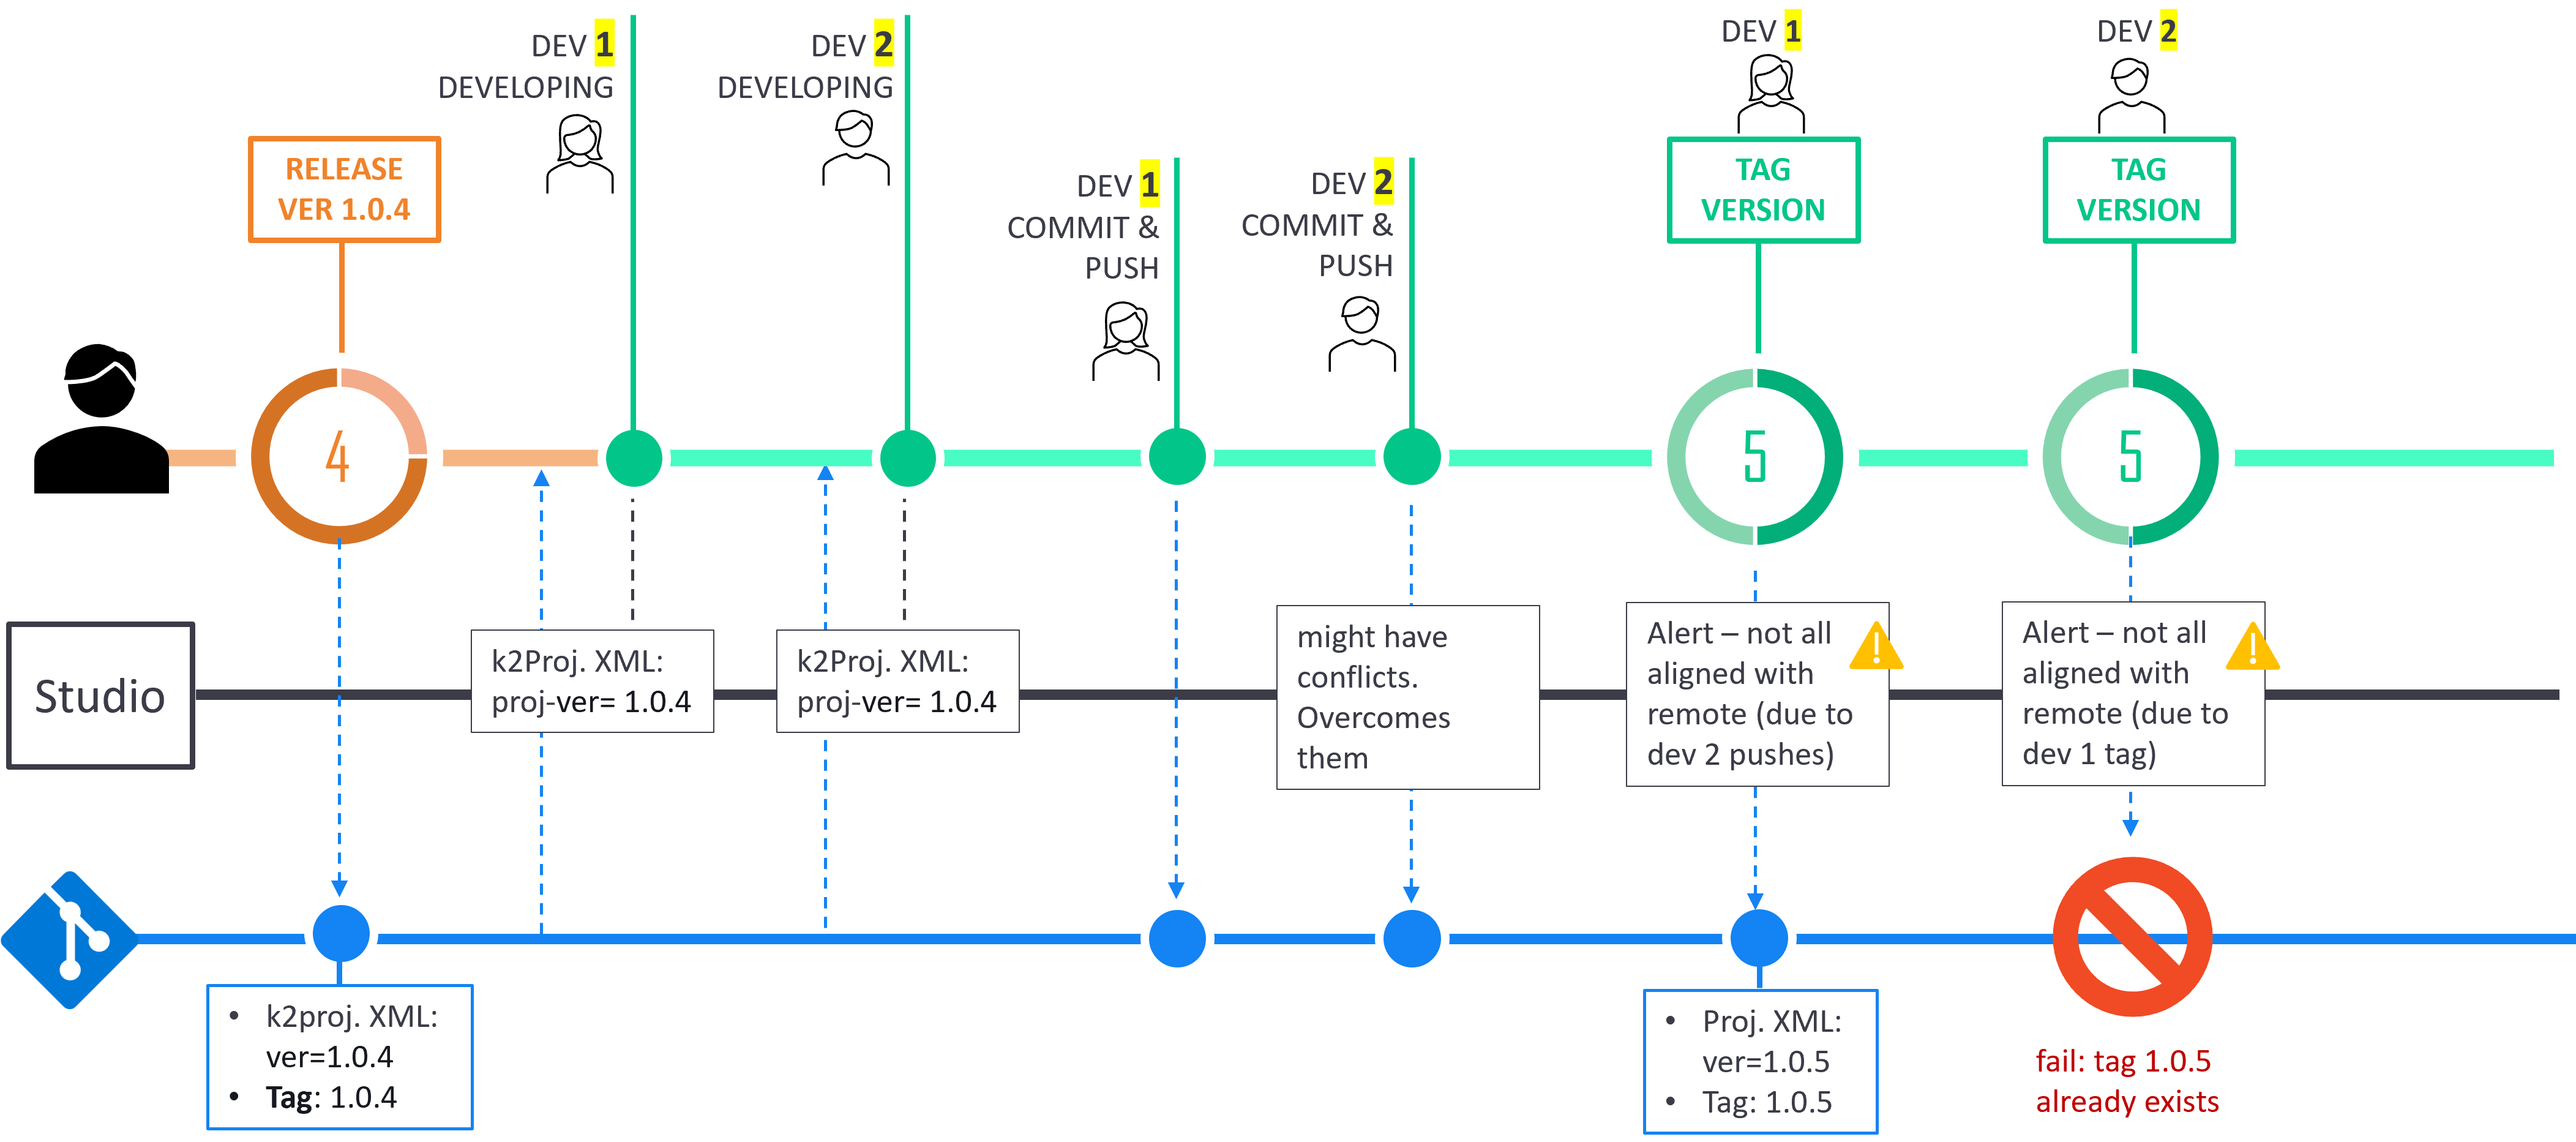 DEV 1
DEVELOPING
DEV 2
DEVELOPING
DEV 1
DEV 2
RELEASE
VER 1.0.4
DEV 1
COMMIT &
PUSH
DEV 2
COMMIT &
PUSH
TAG
VERSION
TAG
VERSION
4
5
5
Studio
k2Proj. XML:
proj-ver= 1.0.4
k2Proj. XML:
proj-ver= 1.0.4
might have
conflicts.
Overcomes
them
Alert – not all
aligned with
remote (due to
dev 2 pushes)
Alert – not all
aligned with
remote (due to
dev 1 tag)
• k2proj. XML:
ver=1.0.4
• Tag: 1.0.4
• Proj. XML:
ver=1.0.5
• Tag: 1.0.5
fail: tag 1.0.5
already exists